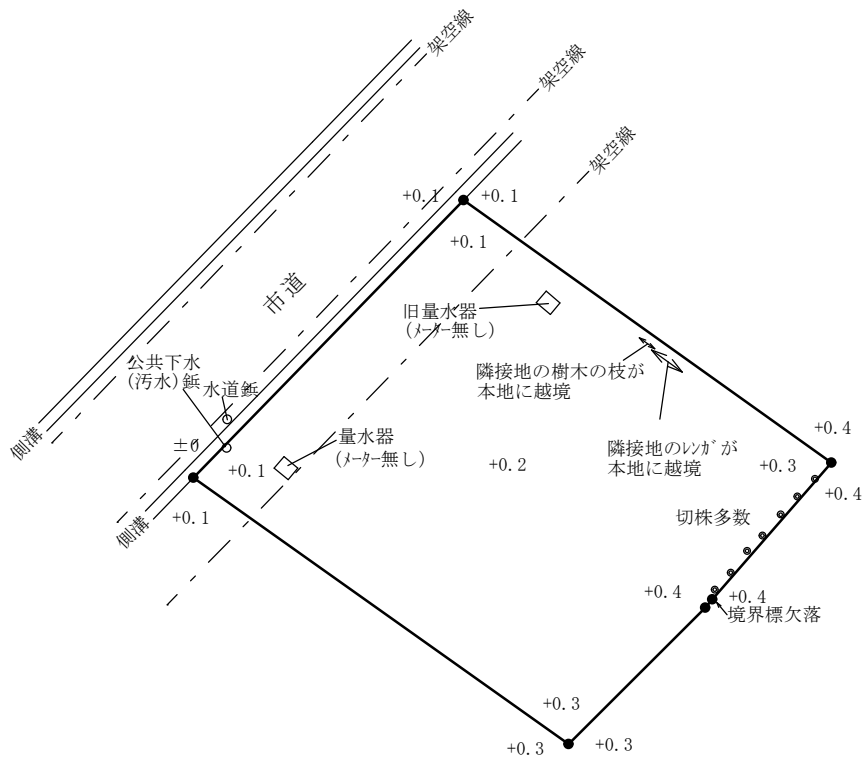 架空線
架空線
架空線
+0.1
+0.1
+0.1
市道
旧量水器
(メーター無し)
公共下水
(汚水)鋲
水道鋲
隣接地の樹木の枝が
本地に越境
側溝
±0
+0.1
量水器
(メーター無し)
+0.2
隣接地のレンガが
本地に越境
+0.4
+0.3
+0.4
側溝
+0.1
切株多数
+0.4
+0.4
境界標欠落
+0.3
+0.3
+0.3